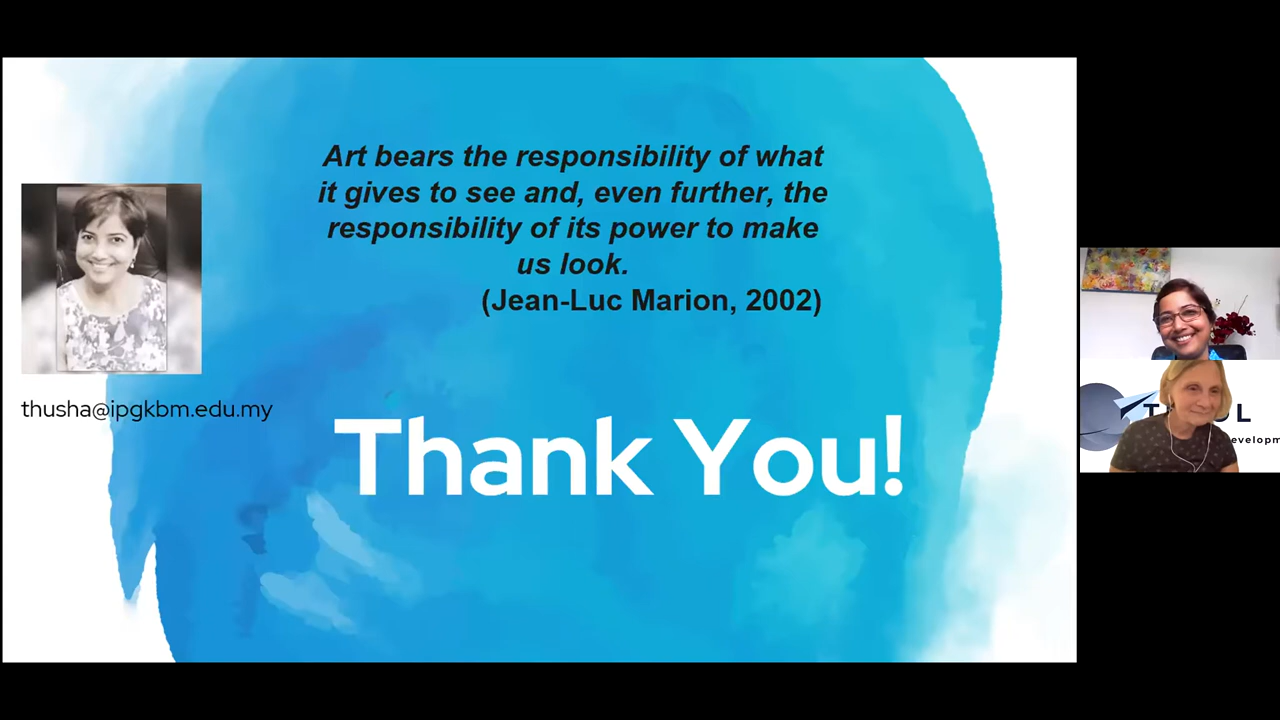 Art bears the responsibility of what
it gives to see and, even further, the
responsibility of its power to make
us look.
(Jean-Luc Marion, 2002)
thusha@ipgkbm.edu.my
Thank You!